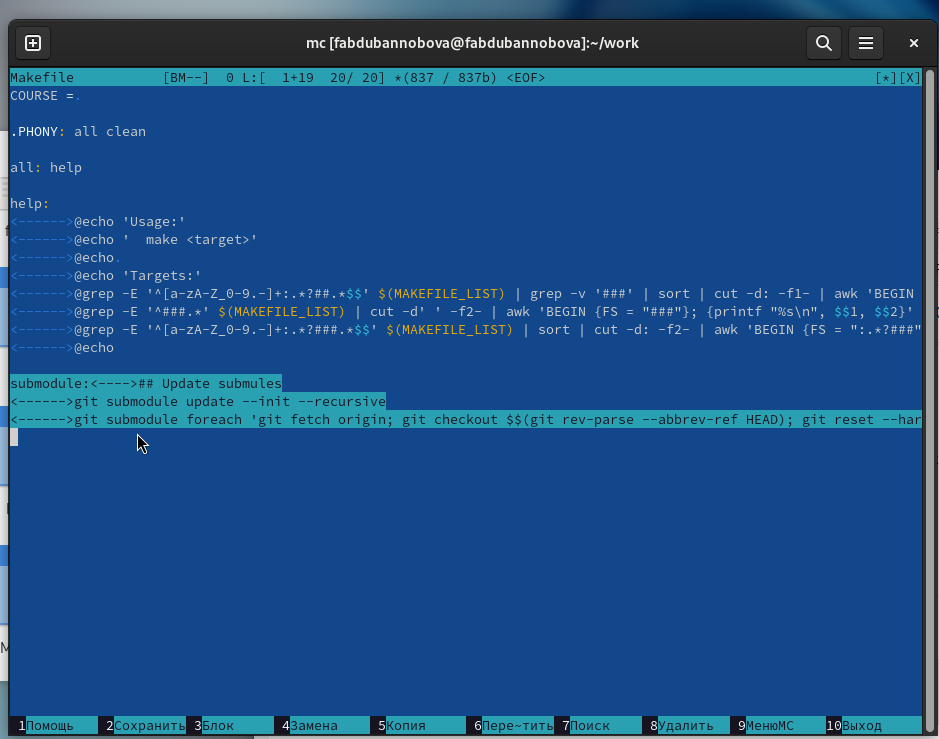 mc [fabdubannobova@fabdubannobova]:~/work
Makefile [BM--] 0 L:[ 1+19 20/ 20] *(837 / 837b) <EOF> [*][X]
COURSE =.
.PHONY: all clean
all: help
help:
<------>@echo 'Usage:'
<------>@echo '  make <target>'
<------>@echo.
<------>@echo 'Targets:'
<------>@grep -E '^[a-zA-Z_0-9.-]+:.*?##.*$$' $(MAKEFILE_LIST) | grep -v '###' | sort | cut -d: -f1- | awk 'BEGIN
<------>@grep -E '^###.*' $(MAKEFILE_LIST) | cut -d' ' -f2- | awk 'BEGIN {FS = "###"}; {printf "%s\n", $$1, $$2}'
<------>@grep -E '^[a-zA-Z_0-9.-]+:.*?###.*$$' $(MAKEFILE_LIST) | sort | cut -d: -f2- | awk 'BEGIN {FS = ":.*?###"
<------>@echo
submodule:<---->## Update submules
<------>git submodule update --init --recursive
<------>git submodule foreach 'git fetch origin; git checkout $$(git rev-parse --abbrev-ref HEAD); git reset --har
1Помощь 2Сохранить 3Блок 4Замена 5Копия 6Пере~тить 7Поиск 8Удалить 9МенюМС 10Выход